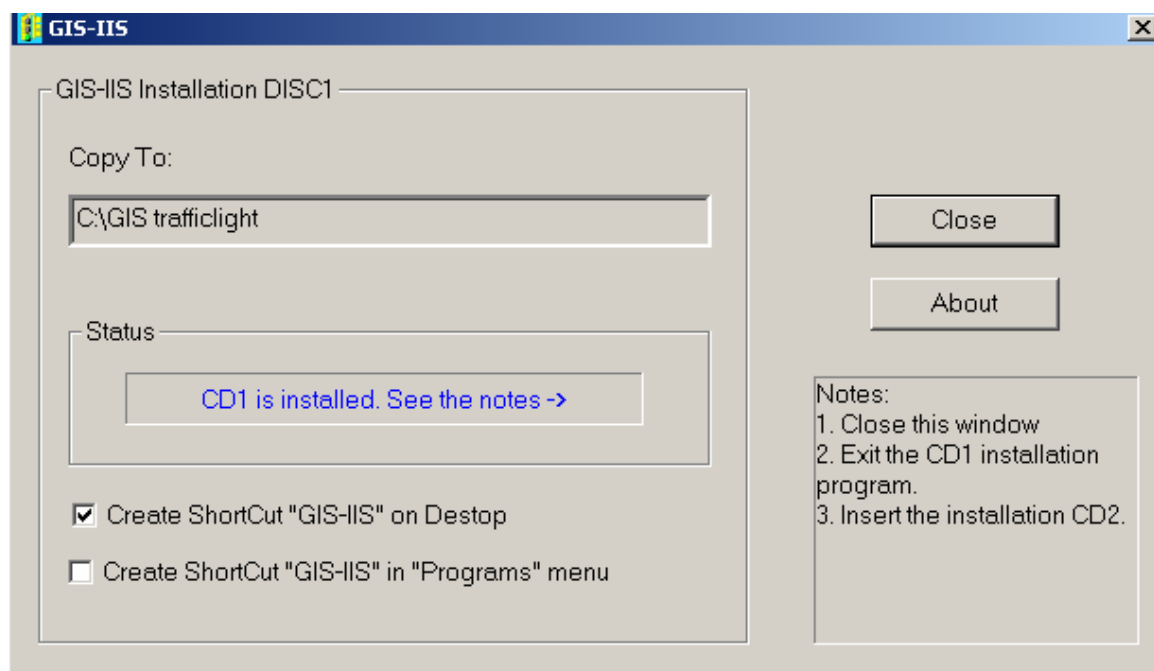 GIS-IIS
GIS-IIS Installation DISC1
Copy To:
C:\GIS trafficlight
Close
About
Status
CD1 is installed. See the notes ->
Notes:
1. Close this window
2. Exit the CD1 installation
program.
3. Insert the installation CD2.
Create ShortCut "GIS-IIS" on Destop
Create ShortCut "GIS-IIS" in "Programs" menu